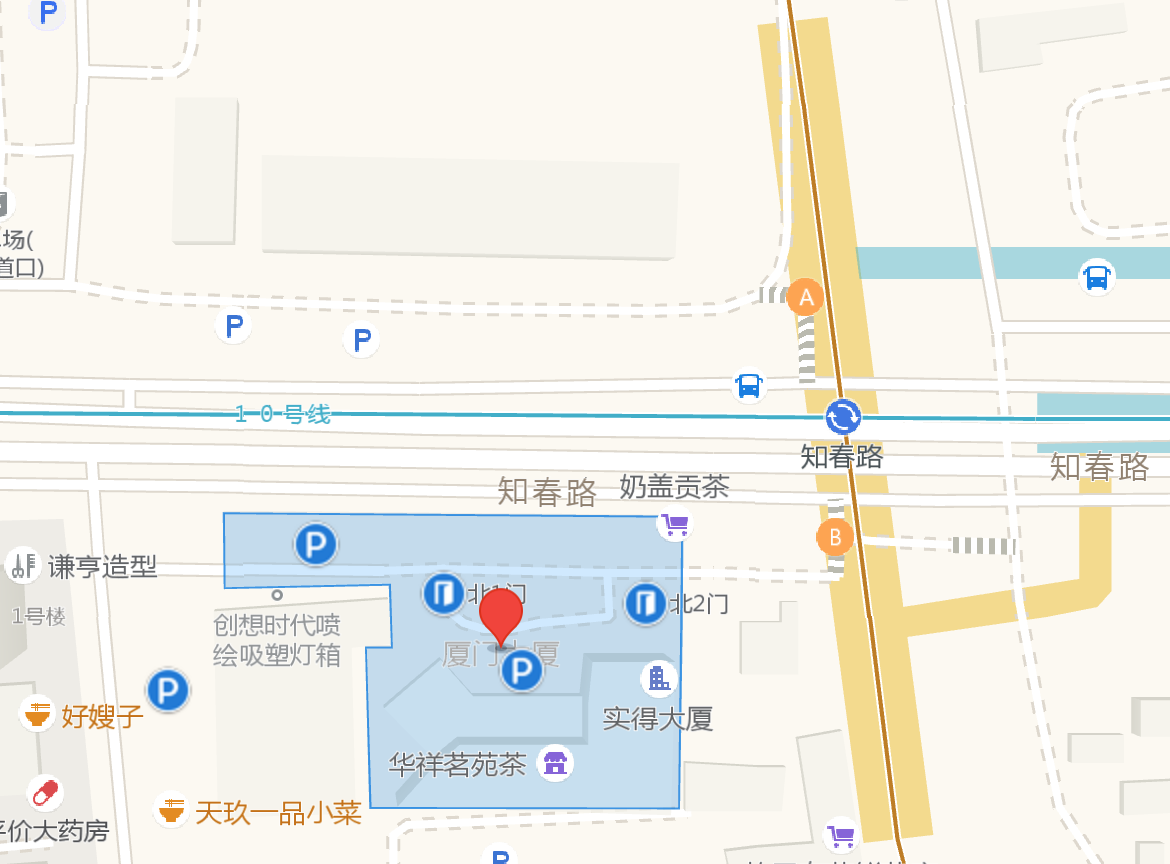 P
场(
道口)
P
P
A
10号线
知春路
知春路
知春路
奶盖贡茶
P
B
谦亨造型
北1门
北2门
1号楼
创想时代喷
绘吸塑灯箱
厦门大厦
P
P
好嫂子
实得大厦
华祥茗苑茶
天玖一品小菜
平价大药房
P